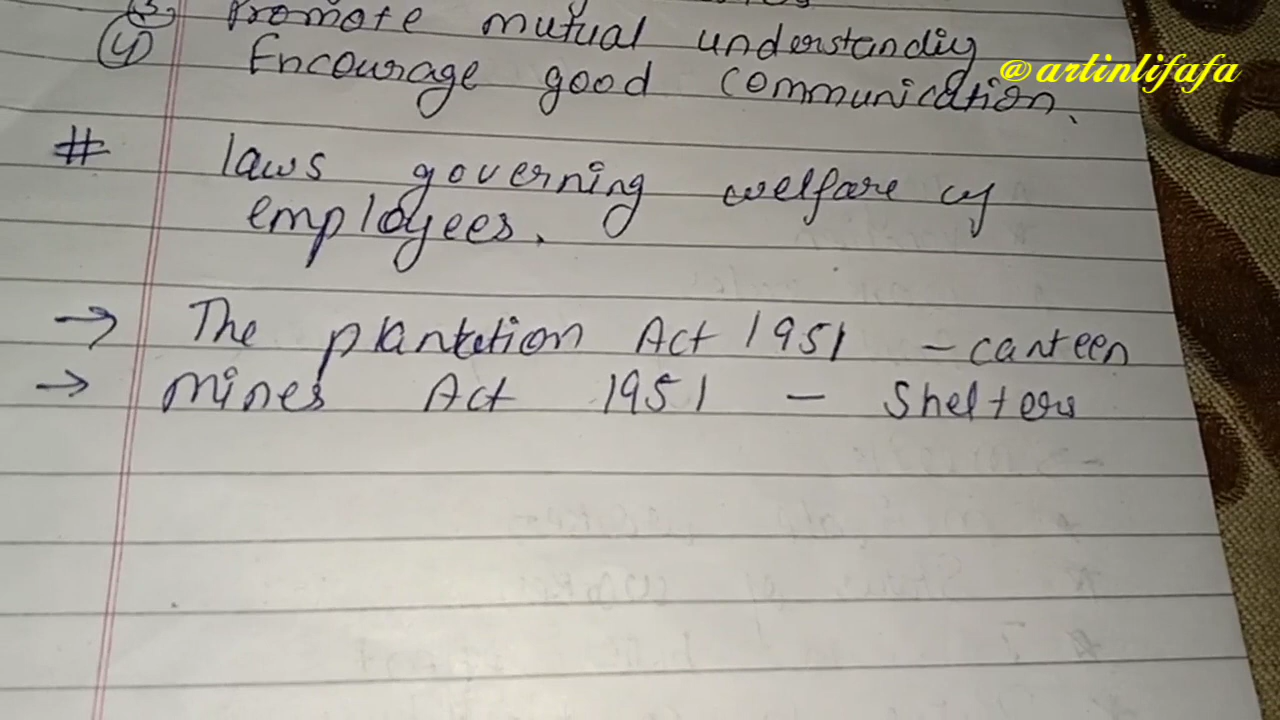 (3) Promote mutual understandiy
(4) Encourage good communication.
@artinlifafa
# laws governing welfare of
employees.
→ The plantation Act 1951 - canteen
→ mines Act 1951 - Shelters